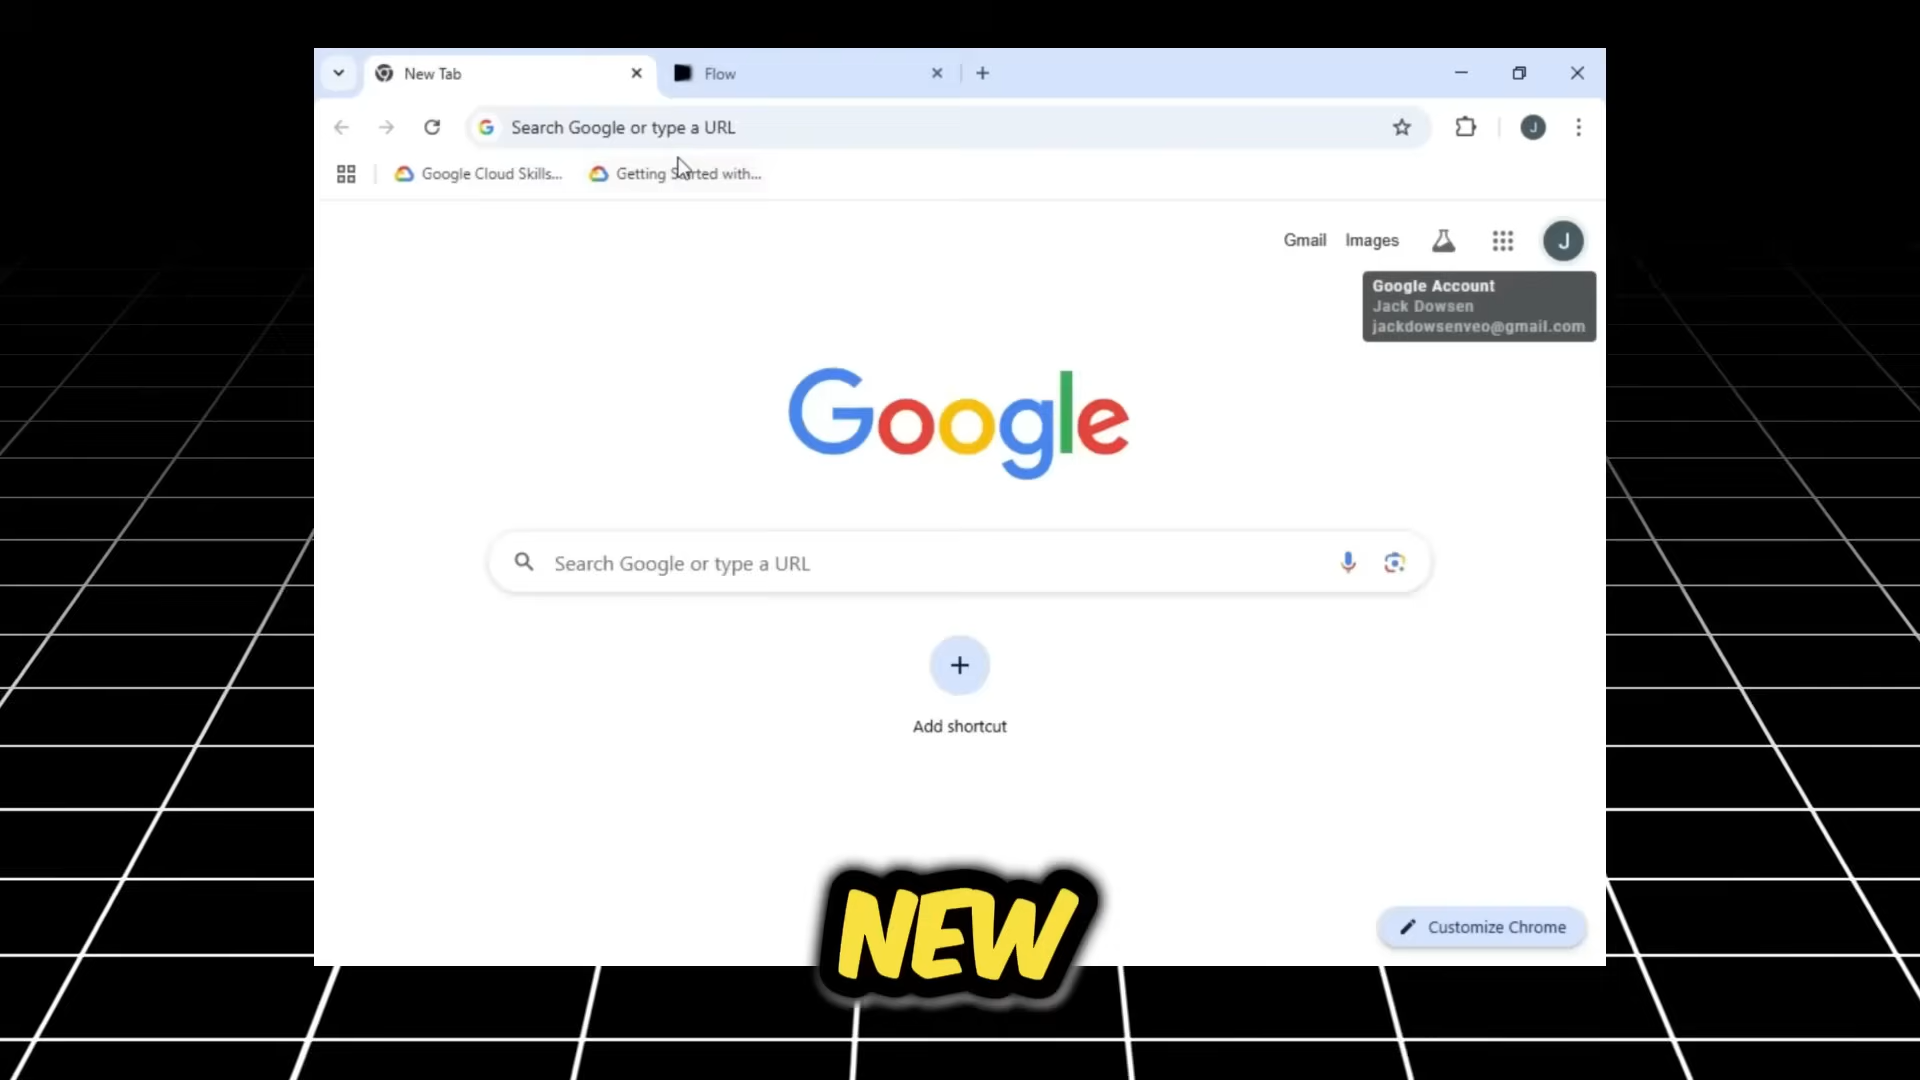 New Tab
Flow
Search Google or type a URL
Google Cloud Skills...
Getting Started with...
Gmail
Images
J
J
Google Account
Jack Dowsen
jackdowsenveo@gmail.com
Google
Search Google or type a URL
Add shortcut
Customize Chrome
NEW